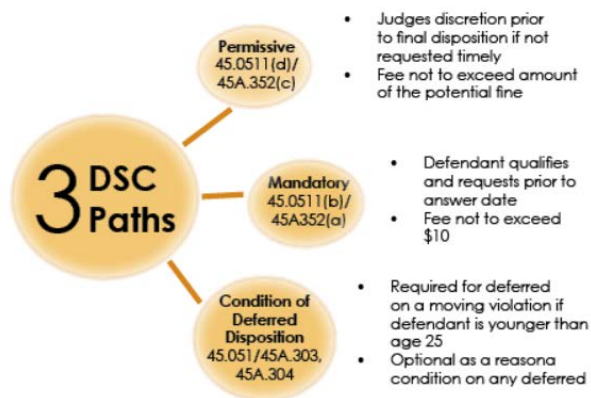 3 DSC
Paths
Permissive
45.0511(d)/
45A.352(c)
• Judges discretion prior
to final disposition if not
requested timely
• Fee not to exceed amount
of the potential fine
Mandatory
45.0511(b)/
45A352(a)
• Defendant qualifies
and requests prior to
answer date
• Fee not to exceed
$10
Condition of
Deferred
Disposition
45.051/45A.303,
45A.304
• Required for deferred
on a moving violation if
defendant is younger than
age 25
• Optional as a reasona
condition on any deferred